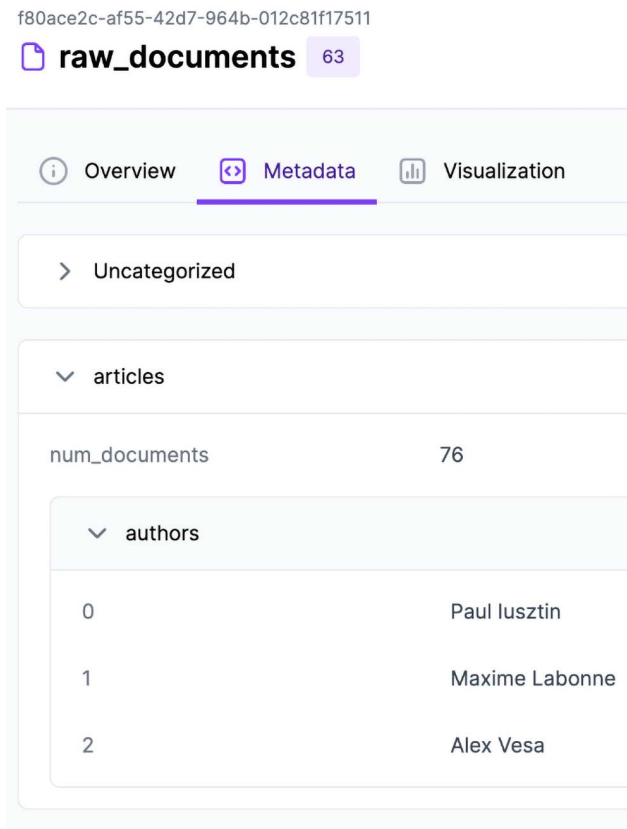 f80ace2c-af55-42d7-964b-012c81f17511
raw_documents 63
Overview Metadata Visualization
Uncategorized
articles
num_documents 76
authors
0 Paul Iusztin
1 Maxime Labonne
2 Alex Vesa